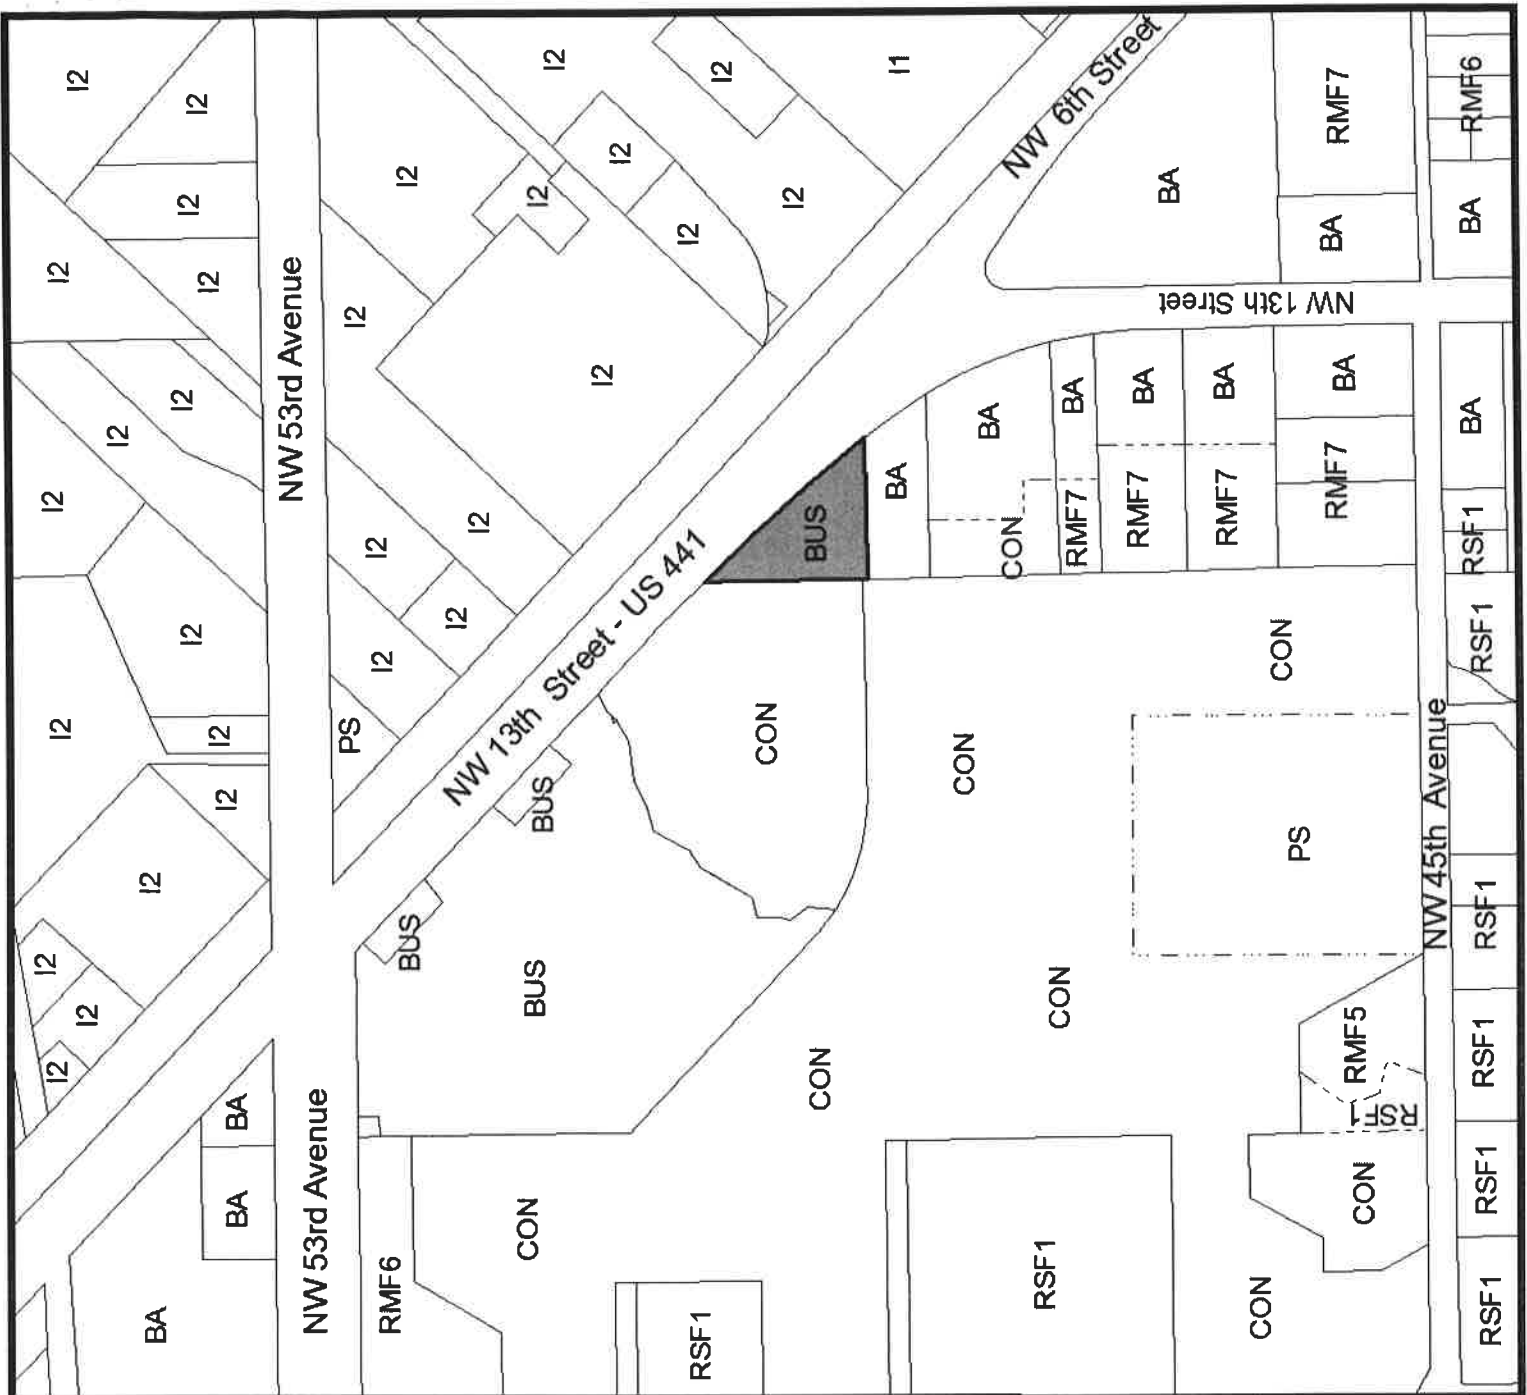 I2
I2
I2
I2
I2
I2
I2
I2
BA
I2
I2
I2
I2
I2
I2
BA
BA
I2
I2
NW 53rd Avenue
NW 53rd Avenue
PS
I2
RMF6
I2
I2
I2
BUS
I2
I2
NW 13th Street - US 441
CON
BUS
BUS
I2
I2
I2
I2
RSF1
I2
I2
CON
I2
CON
BUS
BA
I1
CON
BA
CON
RSF1
CON
RMF7
BA
NW 6th Street
RMF7
BA
BA
RMF7
BA
NW 13th Street
CON
CON
PS
RMF5
RMF7
BA
BA
RMF7
CON
RSF1
NW 45th Avenue
RSF1
RSF1
RSF1
RSF1
RSF1
RSF1
BA
BA
RMF6